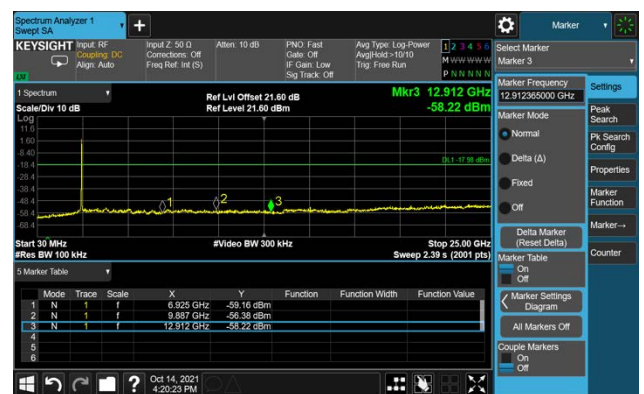 Spectrum Analyzer 1
Swept SA
+
Marker
KEYSIGHT
Input: RF
Coupling: DC
Align: Auto
Input Z: 50 Ω
Corrections: Off
Freq Ref: Int (S)
Atten: 10 dB
PNO: Fast
Gate: Off
IF Gain: Low
Sig Track: Off
Avg Type: Log-Power
Avg|Hold:>10/10
Trig: Free Run
1 2 3 4 5 6
M W W W W W
P N N N N N
LXI
Select Marker
Marker 3
1 Spectrum
Scale/Div 10 dB
Ref Lvl Offset 21.60 dB
Ref Level 21.60 dBm
Mkr3 12.912 GHz
-58.22 dBm
Log
11.6
1.60
-8.40
-18.4
-28.4
-38.4
-48.4
-58.4
-68.4
DL1 -17.98 dBm
1
2
3
Start 30 MHz
#Res BW 100 kHz
#Video BW 300 kHz
Stop 25.00 GHz
Sweep 2.39 s (2001 pts)
5 Marker Table
Mode Trace Scale X Y Function Function Width Function Value
1 N 1 f 6.925 GHz -59.16 dBm
2 N 1 f 9.887 GHz -56.38 dBm
3 N 1 f 12.912 GHz -58.22 dBm
4
5
6
Marker Frequency
12.912365000 GHz
Marker Mode
Normal
Delta (Δ)
Fixed
Off
Delta Marker
(Reset Delta)
Marker Table
On
Off
Marker Settings
Diagram
All Markers Off
Couple Markers
On
Off
Settings
Peak
Search
Pk Search
Config
Properties
Marker
Function
Marker→
Counter
?
Oct 14, 2021
4:20:23 PM